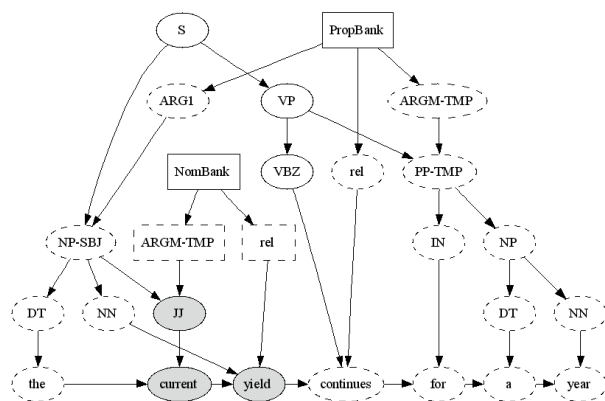 S PropBank
ARG1 VP ARGM-TMP
NomBank VBZ rel PP-TMP
NP-SBJ ARGM-TMP rel IN NP
DT NN JJ DT NN
the current yield continues for a year